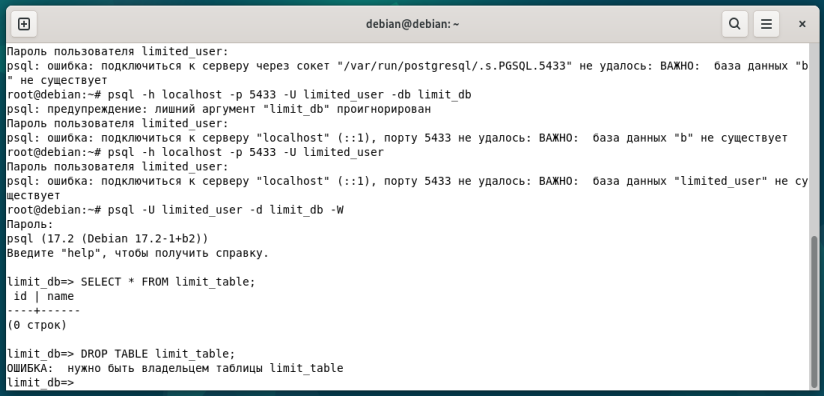 debian@debian: ~
Пароль пользователя limited_user:
psql: ошибка: подключиться к серверу через сокет "/var/run/postgresql/.s.PGSQL.5433" не удалось: ВАЖНО:  база данных "b
" не существует
root@debian:~# psql -h localhost -p 5433 -U limited_user -db limit_db
psql: предупреждение: лишний аргумент "limit_db" проигнорирован
Пароль пользователя limited_user:
psql: ошибка: подключиться к серверу "localhost" (::1), порту 5433 не удалось: ВАЖНО:  база данных "b" не существует
root@debian:~# psql -h localhost -p 5433 -U limited_user
Пароль пользователя limited_user:
psql: ошибка: подключиться к серверу "localhost" (::1), порту 5433 не удалось: ВАЖНО:  база данных "limited_user" не су
ществует
root@debian:~# psql -U limited_user -d limit_db -W
Пароль:
psql (17.2 (Debian 17.2-1+b2))
Введите "help", чтобы получить справку.
limit_db=> SELECT * FROM limit_table;
 id | name
----+------
(0 строк)
limit_db=> DROP TABLE limit_table;
ОШИБКА:  нужно быть владельцем таблицы limit_table
limit_db=>